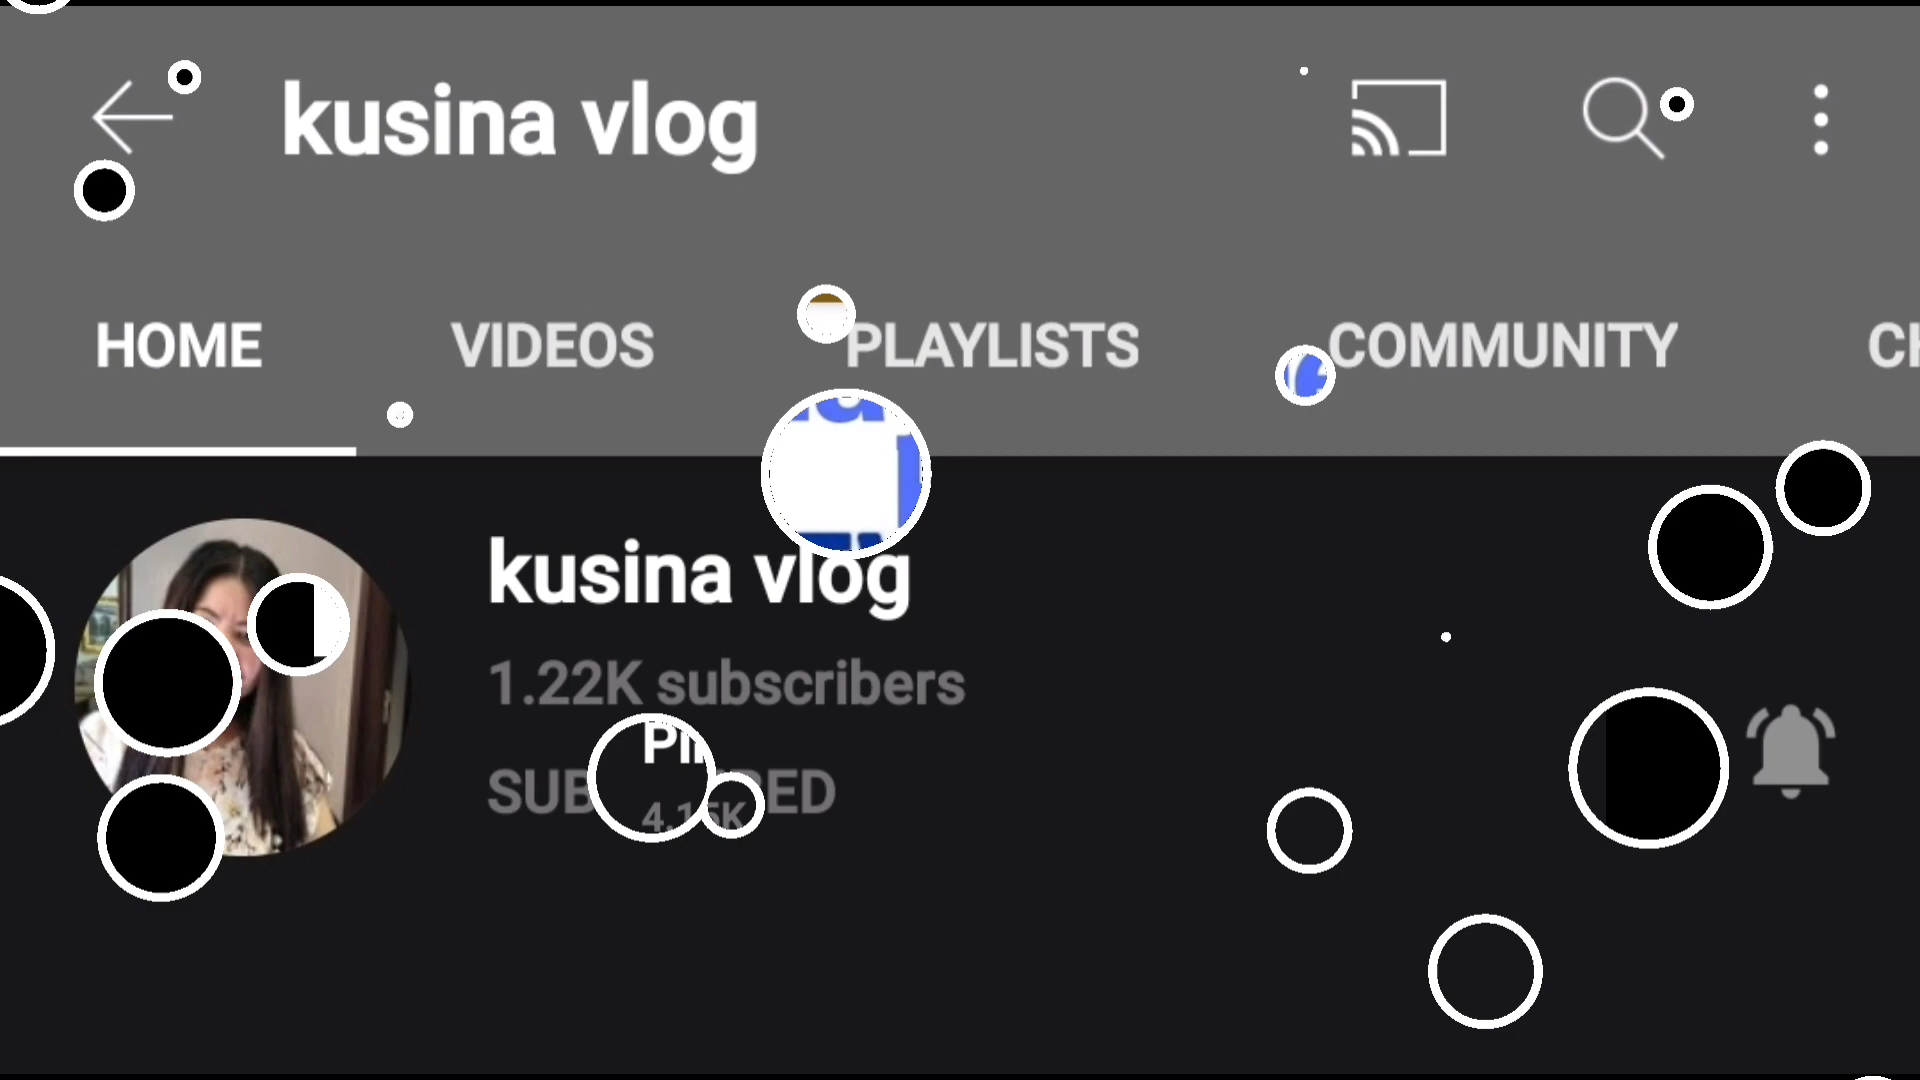 kusina vlog
HOME VIDEOS PLAYLISTS COMMUNITY
kusina vlog
1.22K subscribers